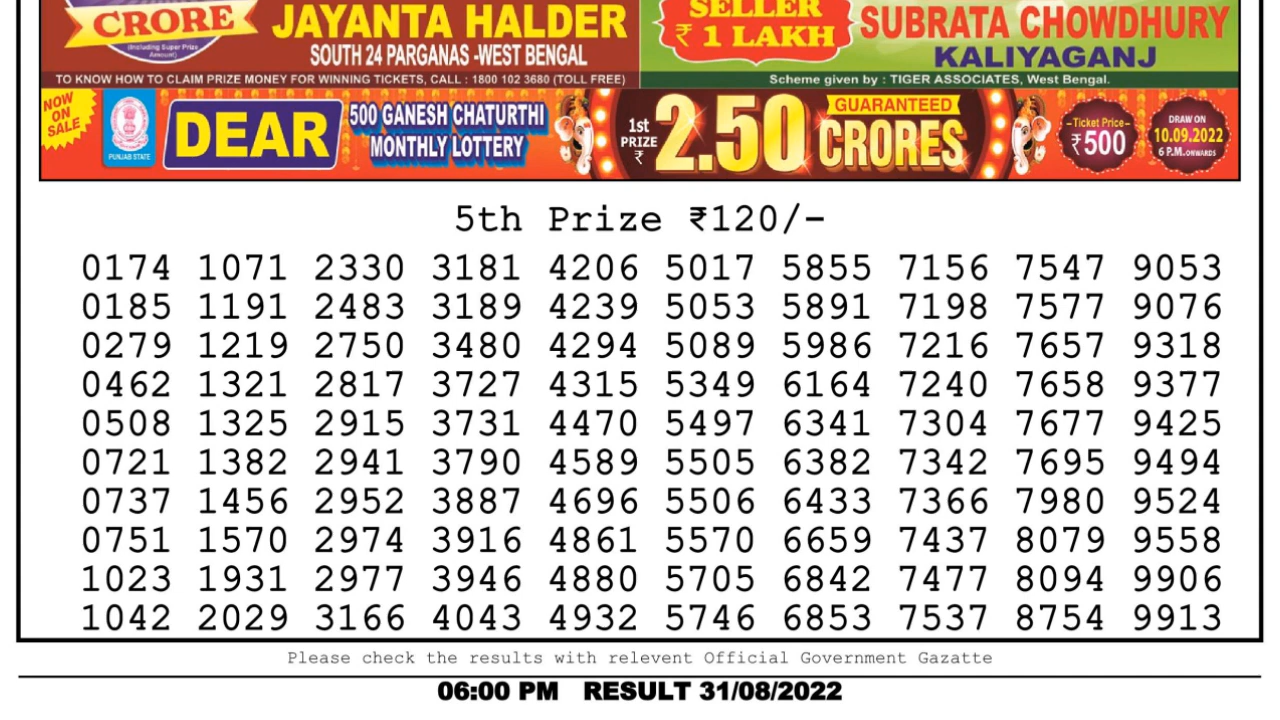 CRORE
(Including Super Prize
Amount)
JAYANTA HALDER
SOUTH 24 PARGANAS -WEST BENGAL
TO KNOW HOW TO CLAIM PRIZE MONEY FOR WINNING TICKETS, CALL : 1800 102 3680 (TOLL FREE)
SELLER
₹ 1 LAKH
SUBRATA CHOWDHURY
KALIYAGANJ
Scheme given by : TIGER ASSOCIATES, West Bengal.
NOW
ON
SALE
PUNJAB STATE
DEAR
500 GANESH CHATURTHI
MONTHLY LOTTERY
1st
PRIZE
₹
2.50
GUARANTEED
CRORES
-Ticket Price-
₹500
DRAW ON
10.09.2022
6 P.M. ONWARDS
5th Prize ₹120/-
0174 1071 2330 3181 4206 5017 5855 7156 7547 9053
0185 1191 2483 3189 4239 5053 5891 7198 7577 9076
0279 1219 2750 3480 4294 5089 5986 7216 7657 9318
0462 1321 2817 3727 4315 5349 6164 7240 7658 9377
0508 1325 2915 3731 4470 5497 6341 7304 7677 9425
0721 1382 2941 3790 4589 5505 6382 7342 7695 9494
0737 1456 2952 3887 4696 5506 6433 7366 7980 9524
0751 1570 2974 3916 4861 5570 6659 7437 8079 9558
1023 1931 2977 3946 4880 5705 6842 7477 8094 9906
1042 2029 3166 4043 4932 5746 6853 7537 8754 9913
Please check the results with relevent Official Government Gazatte
06:00 PM RESULT 31/08/2022